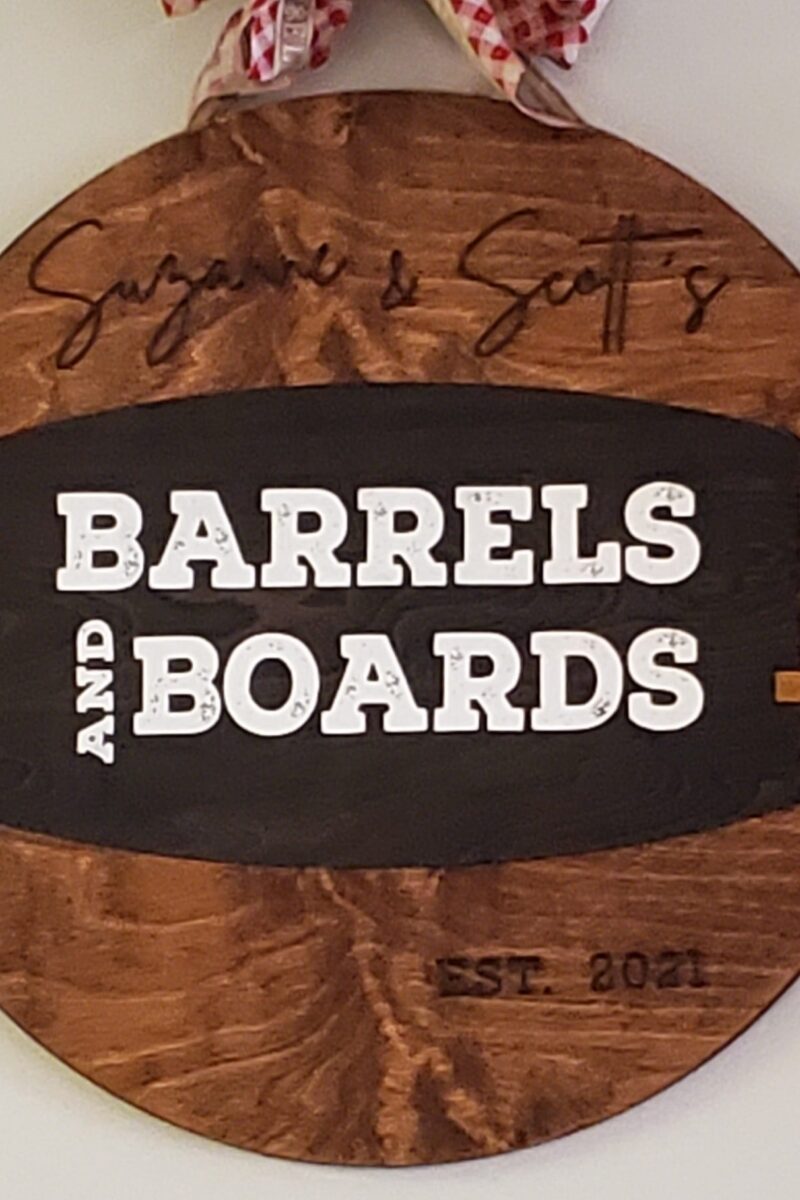 Suzanne & Scott's
BARRELS
AND BOARDS
EST. 2021